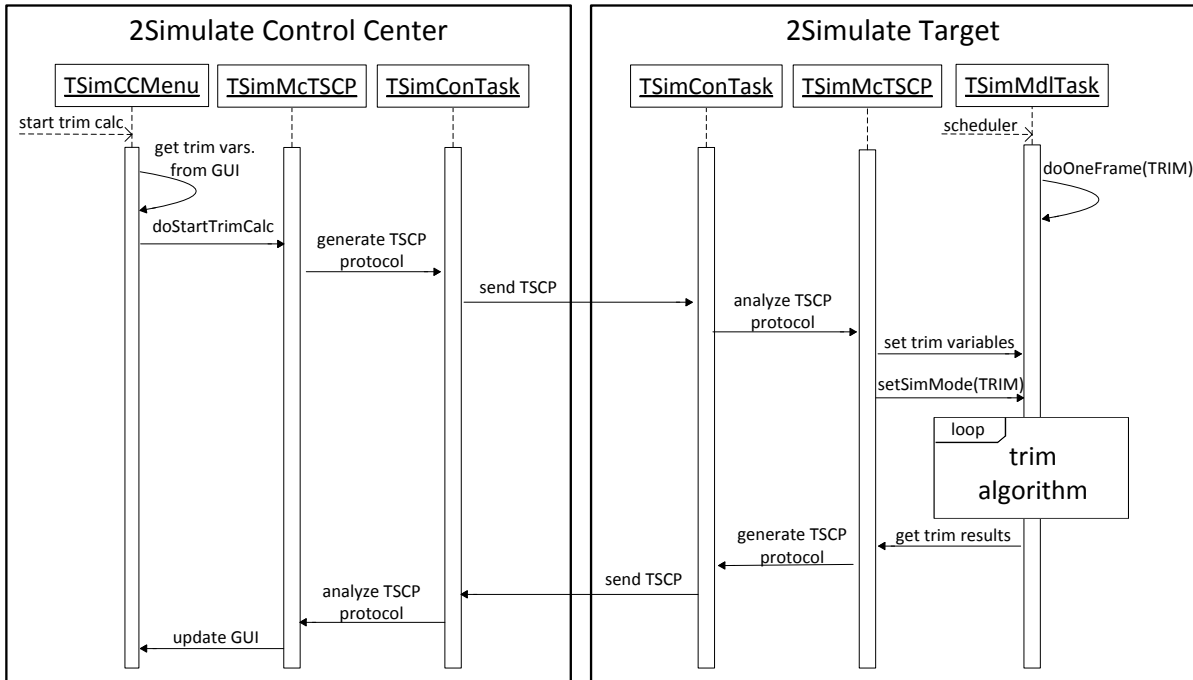 2Simulate Control Center
2Simulate Target
TSimCCMenu
TSimMcTSCP
TSimConTask
TSimConTask
TSimMcTSCP
TSimMdlTask
start trim calc
scheduler
get trim vars.
from GUI
doOneFrame(TRIM)
doStartTrimCalc
generate TSCP
protocol
send TSCP
analyze TSCP
protocol
set trim variables
setSimMode(TRIM)
loop
trim
algorithm
get trim results
generate TSCP
protocol
send TSCP
analyze TSCP
protocol
update GUI